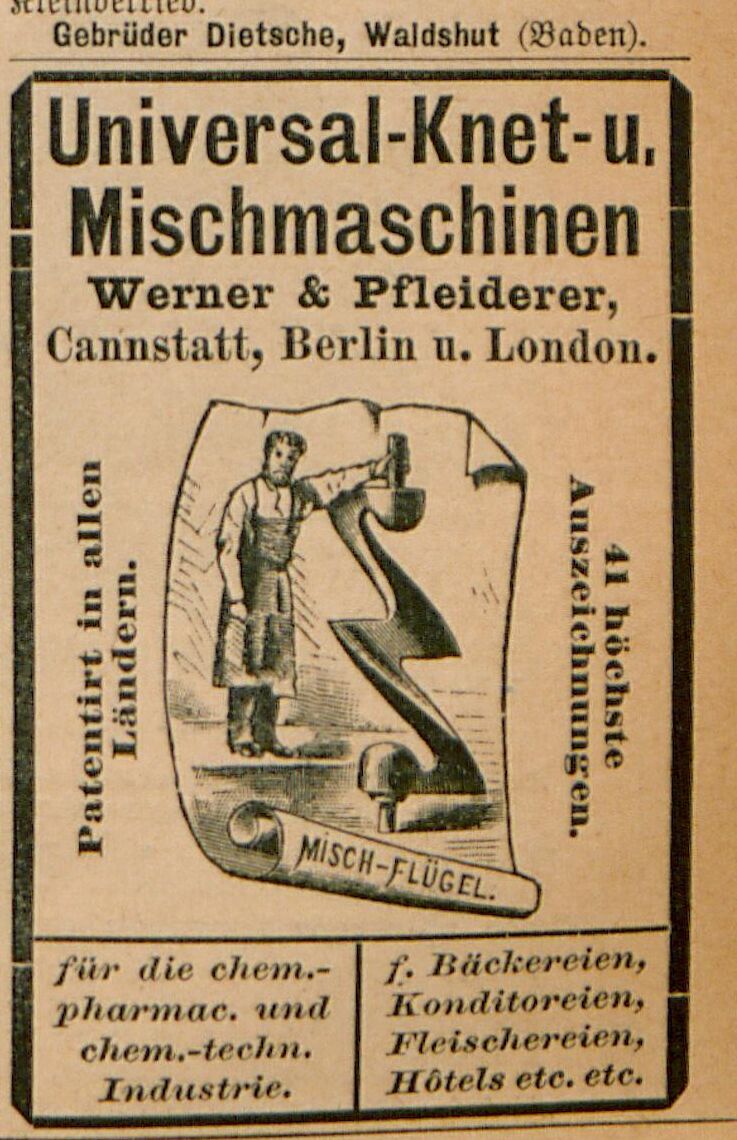 Kleinbetrieb.
Gebrüder Dietsche, Waldshut (Baden).
Universal-Knet- u.
Mischmaschinen
Werner & Pfleiderer,
Cannstatt, Berlin u. London.
Patentirt in allen
Ländern.
41 höchste
Auszeichnungen.
MISCH-FLÜGEL.
für die chem.-
pharmac. und
chem.-techn.
Industrie.
f. Bäckereien,
Konditoreien,
Fleischereien,
Hôtels etc. etc.